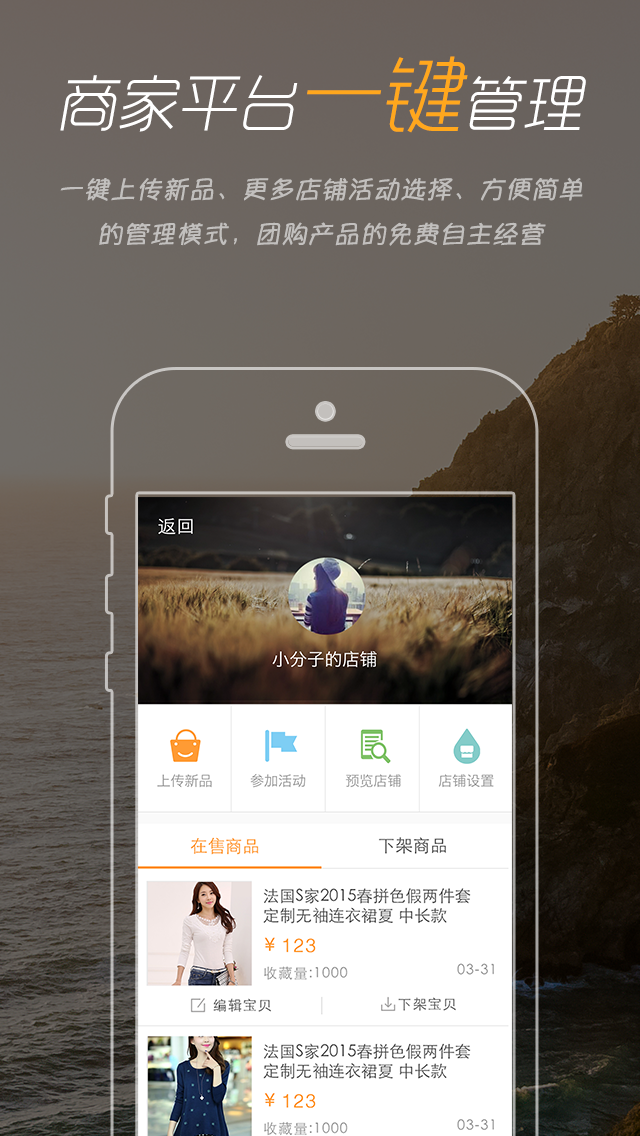 商家平台一键管理
一键上传新品、更多店铺活动选择、方便简单
的管理模式，团购产品的免费自主经营
返回
小分子的店铺
上传新品 参加活动 预览店铺 店铺设置
在售商品 下架商品
法国S家2015春拼色假两件套
定制无袖连衣裙夏 中长款
¥ 123
收藏量:1000 03-31
编辑宝贝 下架宝贝
法国S家2015春拼色假两件套
定制无袖连衣裙夏 中长款
¥ 123
收藏量:1000 03-31